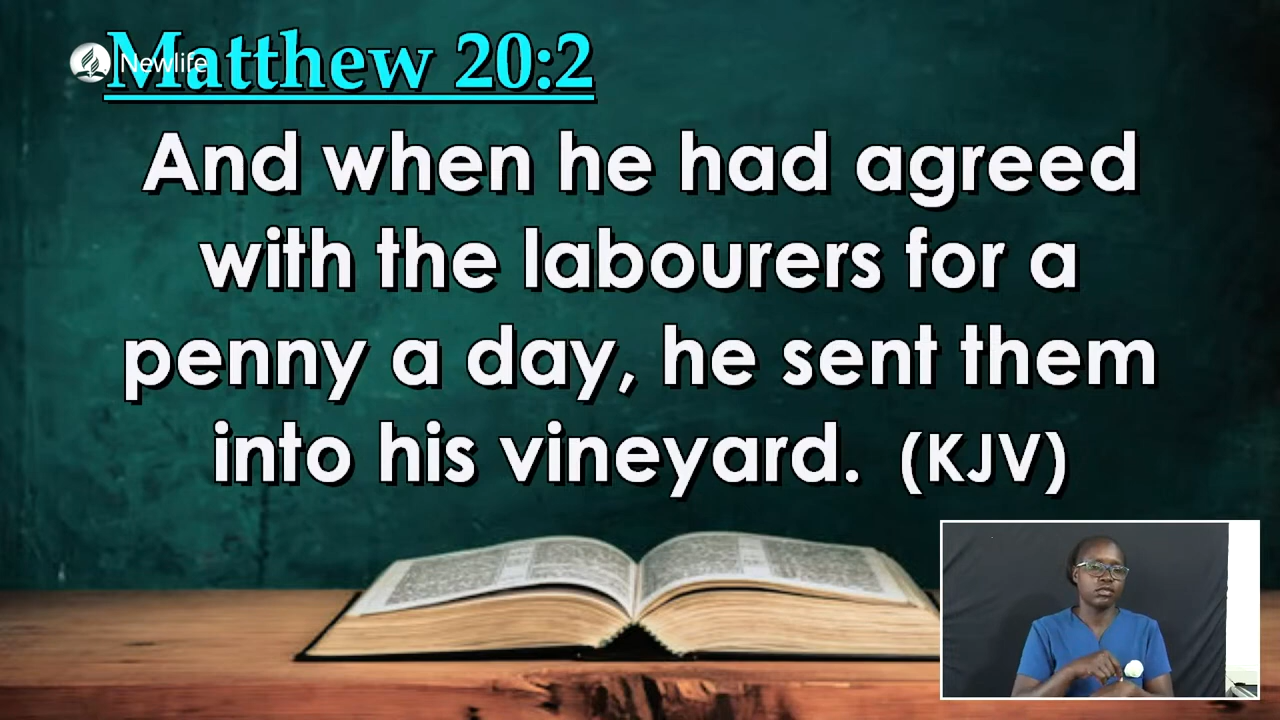 Matthew 20:2
Newlife
And when he had agreed
with the labourers for a
penny a day, he sent them
into his vineyard. (KJV)